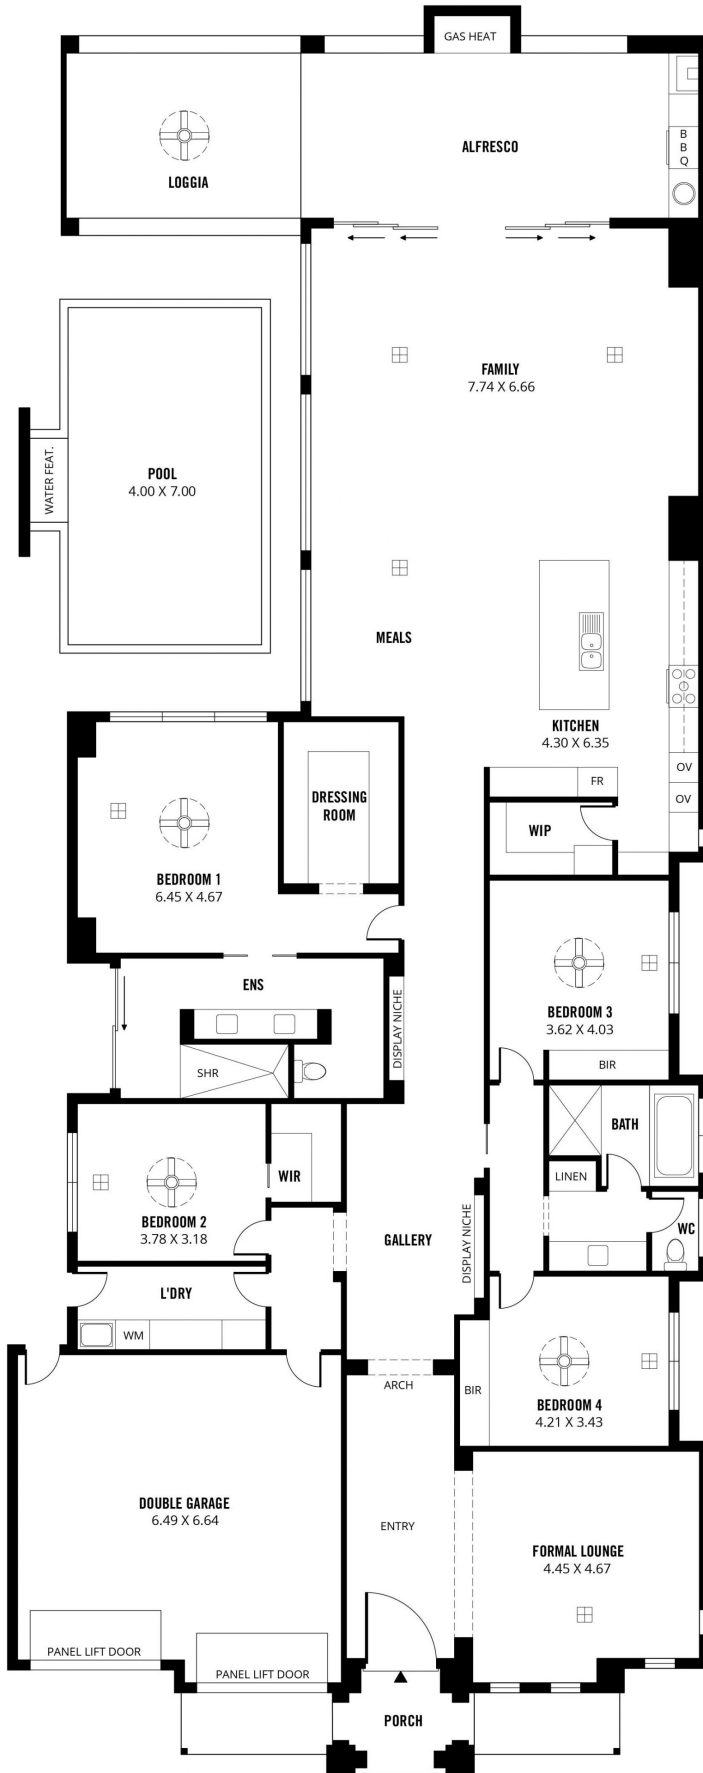 GAS HEAT
ALFRESCO
B
B
Q
LOGGIA
FAMILY
7.74 X 6.66
WATER FEAT.
POOL
4.00 X 7.00
MEALS
KITCHEN
4.30 X 6.35
OV
OV
FR
DRESSING
ROOM
WIP
BEDROOM 1
6.45 X 4.67
ENS
DISPLAY NICHE
BEDROOM 3
3.62 X 4.03
BIR
SHR
BATH
LINEN
WIR
BEDROOM 2
3.78 X 3.18
GALLERY
DISPLAY NICHE
WC
L'DRY
WM
ARCH
BIR
BEDROOM 4
4.21 X 3.43
DOUBLE GARAGE
6.49 X 6.64
ENTRY
FORMAL LOUNGE
4.45 X 4.67
PANEL LIFT DOOR
PANEL LIFT DOOR
PORCH